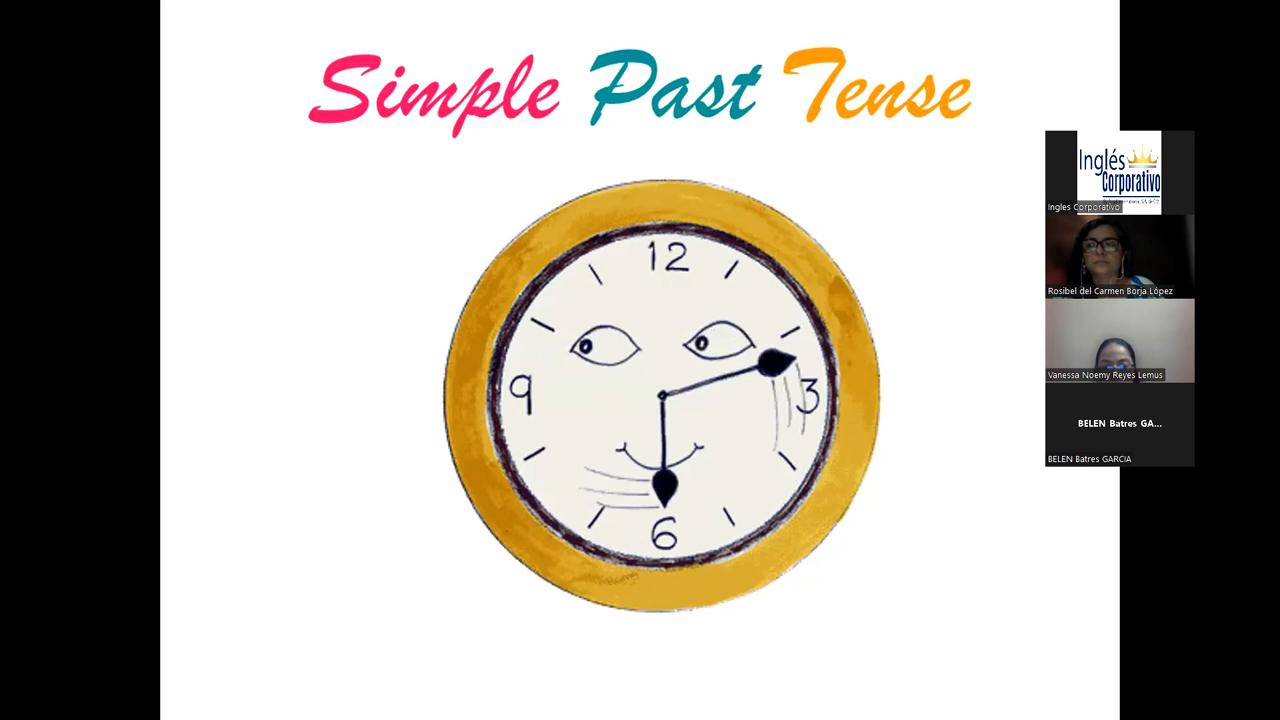 Simple Past Tense
12
9
3
6
Inglés
Corporativo
Ingles Corporativo
Rosibel del Carmen Borja López
Vanessa Noemy Reyes Lemus
BELEN Batres GA...
BELEN Batres GARCIA